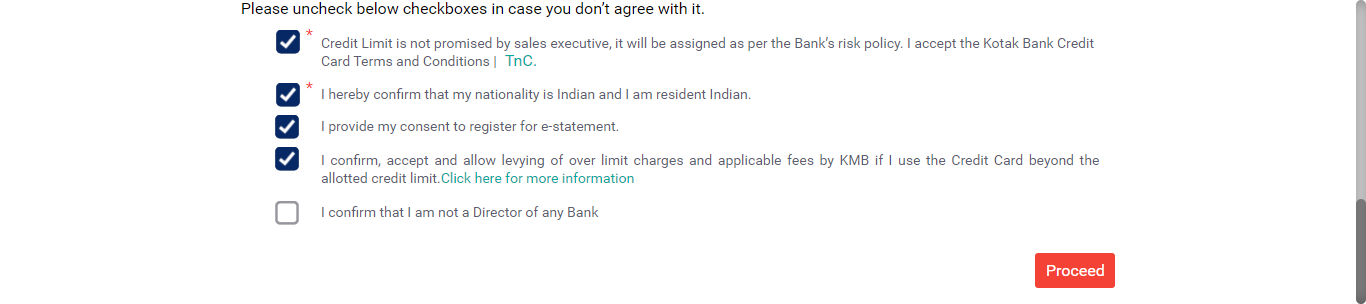 Please uncheck below checkboxes in case you don’t agree with it.
* Credit Limit is not promised by sales executive, it will be assigned as per the Bank’s risk policy. I accept the Kotak Bank Credit
Card Terms and Conditions | TnC.
* I hereby confirm that my nationality is Indian and I am resident Indian.
I provide my consent to register for e-statement.
I confirm, accept and allow levying of over limit charges and applicable fees by KMB if I use the Credit Card beyond the
allotted credit limit.Click here for more information
I confirm that I am not a Director of any Bank
Proceed